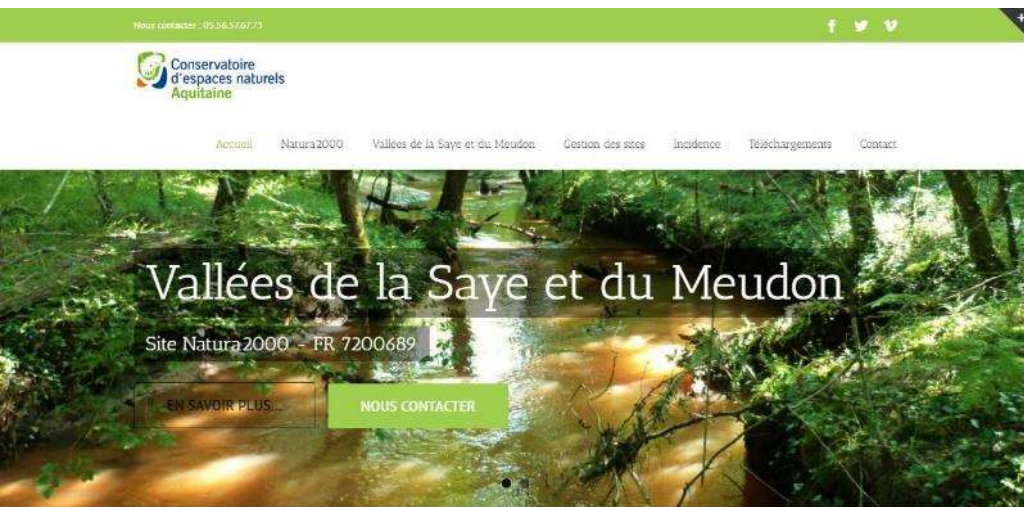 Nous contacter : 05.56.57.67.73
Conservatoire
d'espaces naturels
Aquitaine
Accueil Natura2000 Vallées de la Saye et du Meudon Gestion des sites Incidence Téléchargements Contact
Vallées de la Saye et du Meudon
Site Natura2000 - FR 7200689
EN SAVOIR PLUS... NOUS CONTACTER